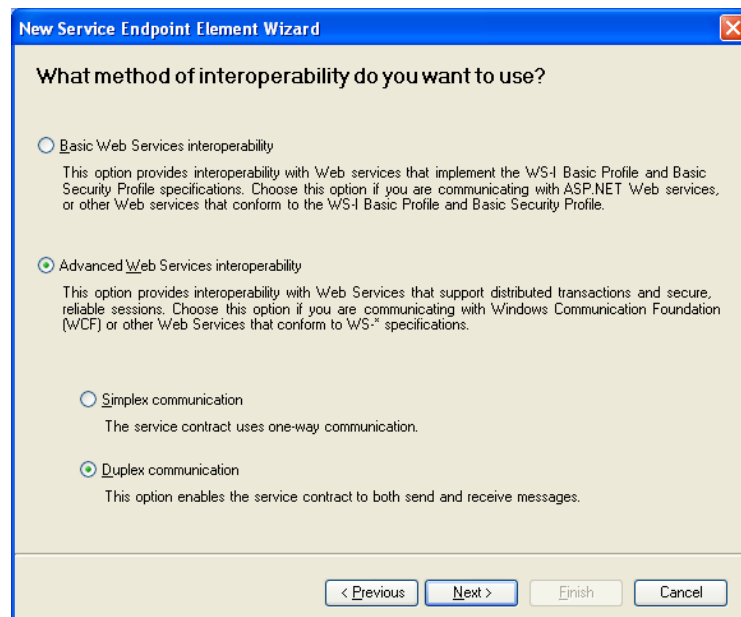 New Service Endpoint Element Wizard
What method of interoperability do you want to use?
Basic Web Services interoperability
This option provides interoperability with Web services that implement the WS-I Basic Profile and Basic
Security Profile specifications. Choose this option if you are communicating with ASP.NET Web services,
or other Web services that conform to the WS-I Basic Profile and Basic Security Profile.
Advanced Web Services interoperability
This option provides interoperability with Web Services that support distributed transactions and secure,
reliable sessions. Choose this option if you are communicating with Windows Communication Foundation
(WCF) or other Web Services that conform to WS-* specifications.
Simplex communication
The service contract uses one-way communication.
Duplex communication
This option enables the service contract to both send and receive messages.
< Previous Next > Finish Cancel